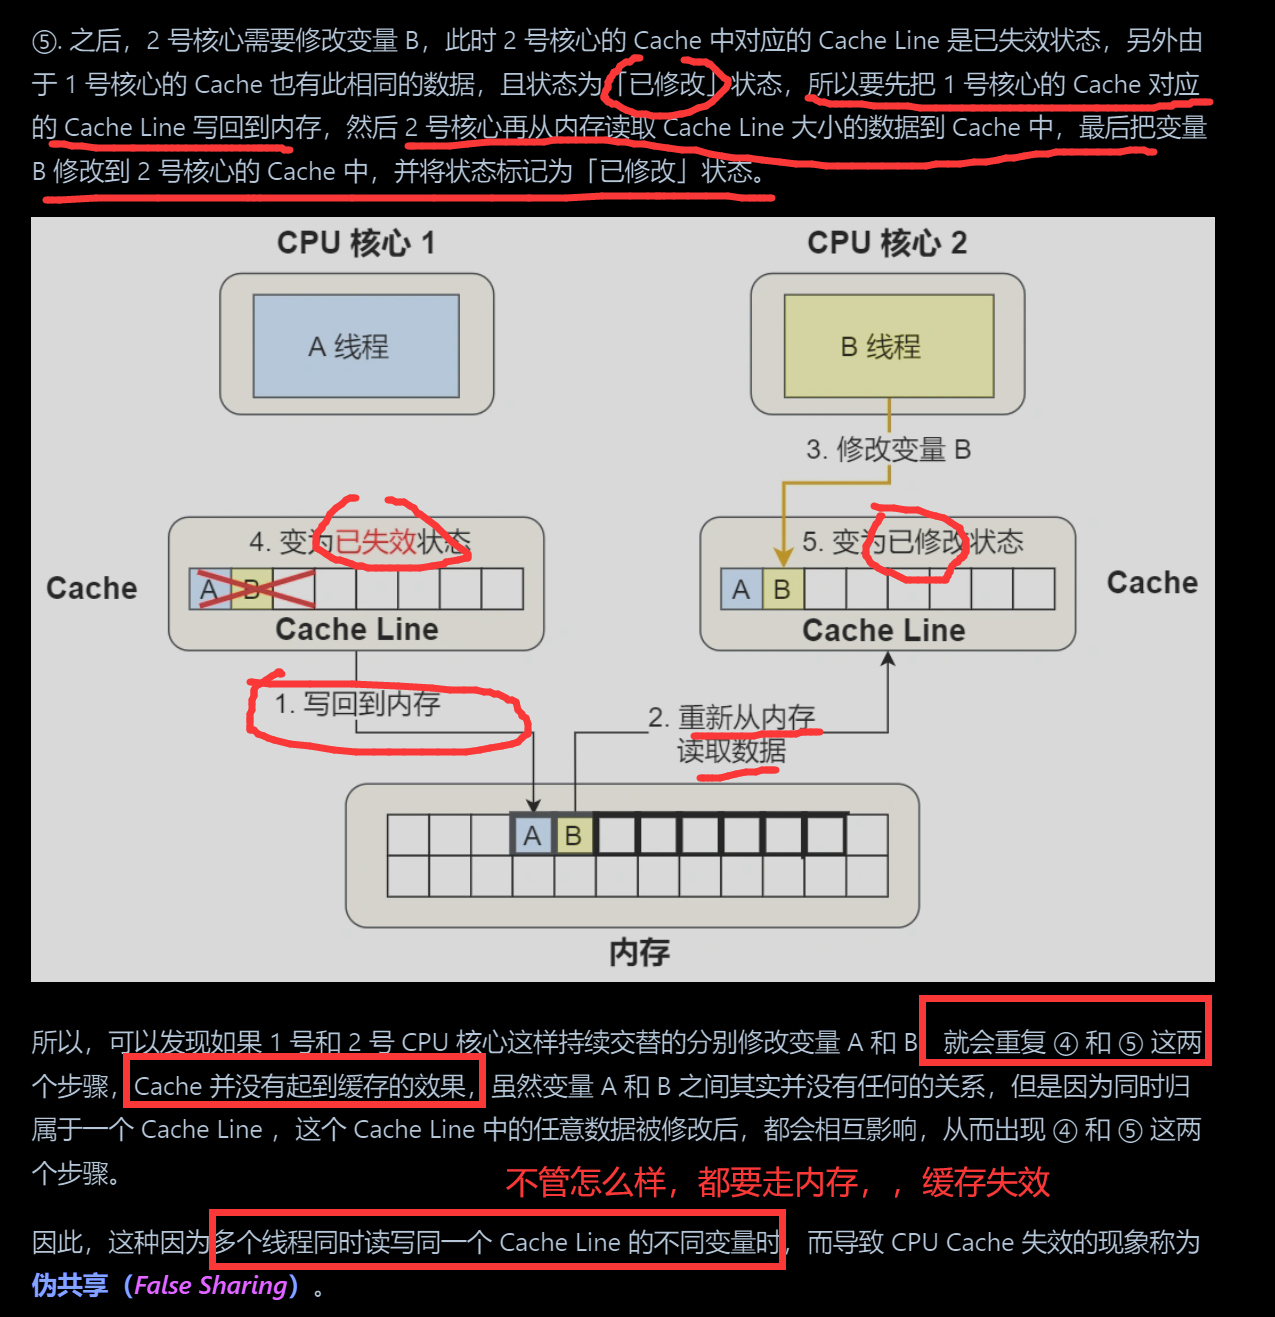 ⑤. 之后，2 号核心需要修改变量 B，此时 2 号核心的 Cache 中对应的 Cache Line 是已失效状态，另外由
于 1 号核心的 Cache 也有此相同的数据，且状态为「已修改」状态，所以要先把 1 号核心的 Cache 对应
的 Cache Line 写回到内存，然后 2 号核心再从内存读取 Cache Line 大小的数据到 Cache 中，最后把变量
B 修改到 2 号核心的 Cache 中，并将状态标记为「已修改」状态。
CPU 核心 1
CPU 核心 2
A 线程
B 线程
3. 修改变量 B
4. 变为已失效状态
5. 变为已修改状态
Cache
A B
A B
Cache
Cache Line
Cache Line
1. 写回到内存
2. 重新从内存
读取数据
A B
内存
所以，可以发现如果 1 号和 2 号 CPU 核心这样持续交替的分别修改变量 A 和 B 就会重复 ④ 和 ⑤ 这两
个步骤，Cache 并没有起到缓存的效果，虽然变量 A 和 B 之间其实并没有任何的关系，但是因为同时归
属于一个 Cache Line ，这个 Cache Line 中的任意数据被修改后，都会相互影响，从而出现 ④ 和 ⑤ 这两
个步骤。
不管怎么样，都要走内存，，缓存失效
因此，这种因为多个线程同时读写同一个 Cache Line 的不同变量时，而导致 CPU Cache 失效的现象称为
伪共享（False Sharing）。